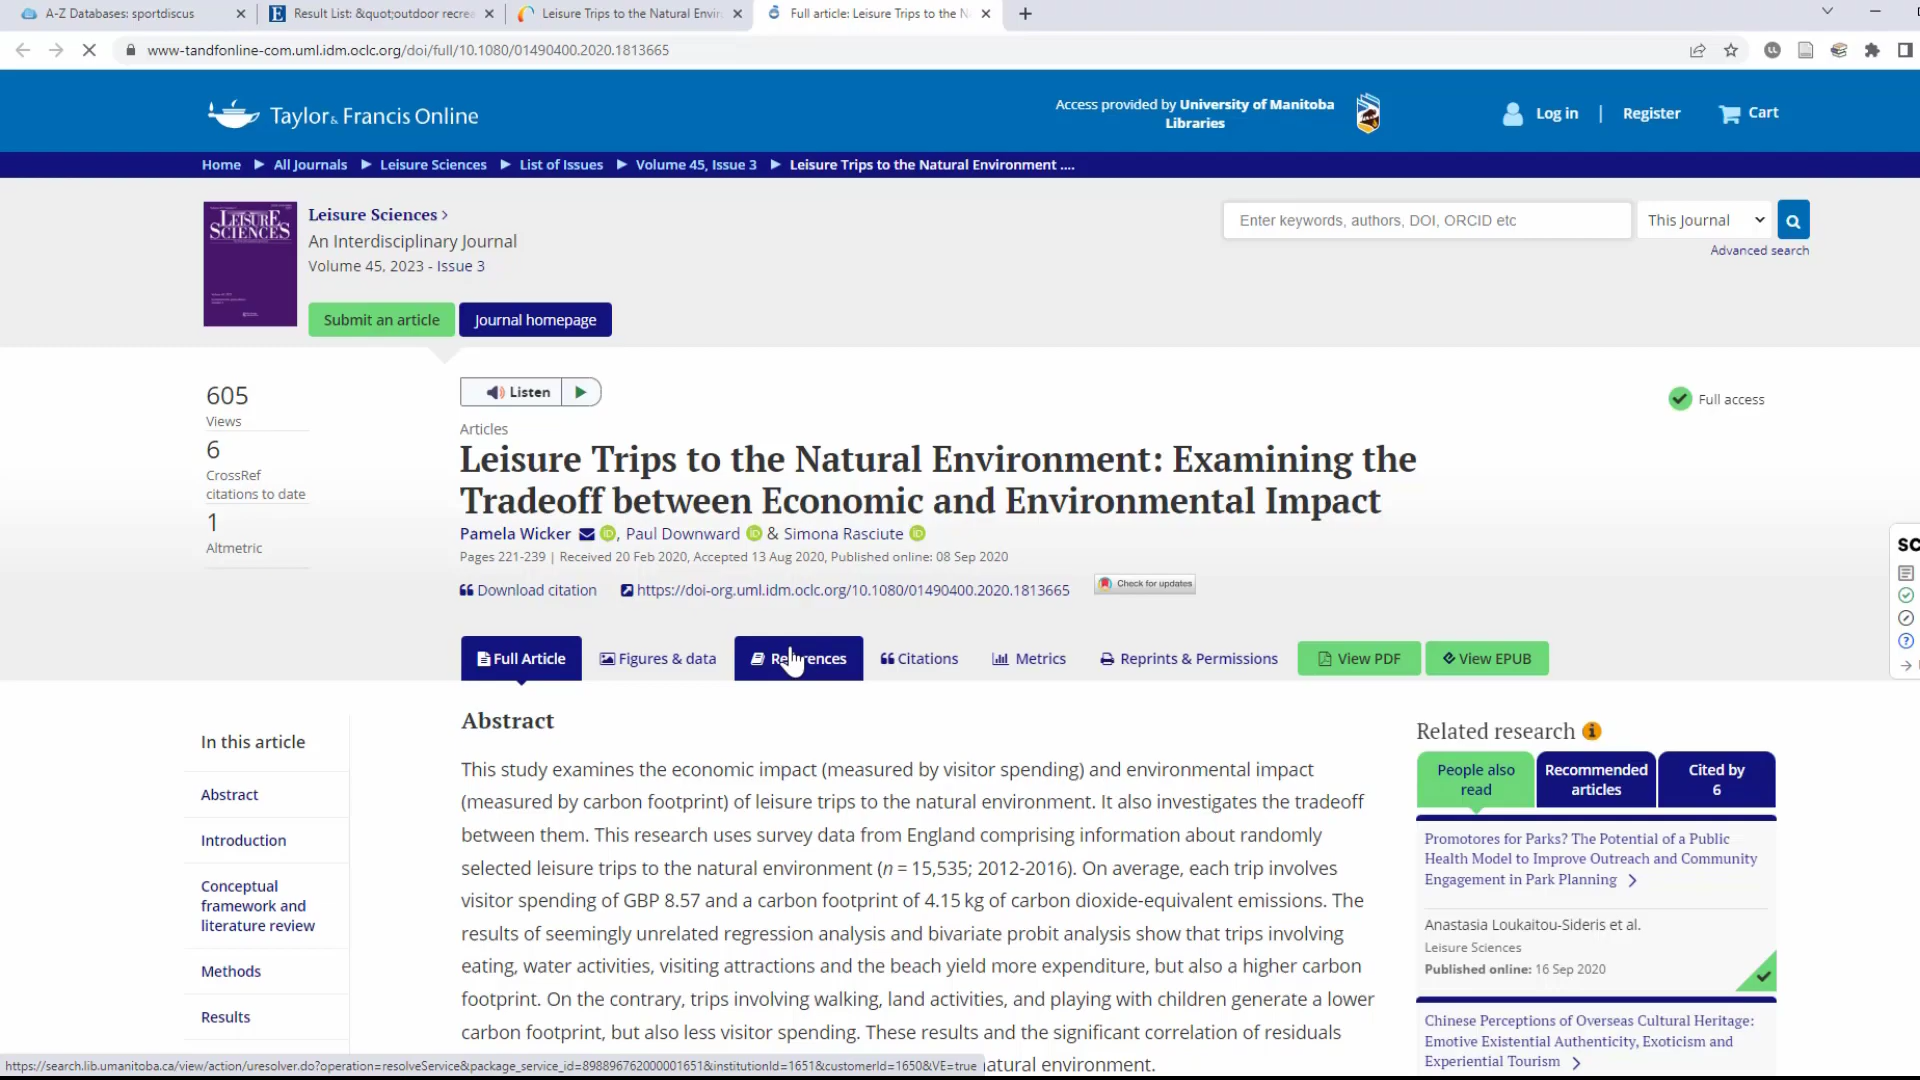 A-Z Databases: sportdiscus
Result List: &quot;outdoor recre
Leisure Trips to the Natural Envir
Full article: Leisure Trips to the N
www-tandfonline-com.uml.idm.oclc.org/doi/full/10.1080/01490400.2020.1813665
Taylor & Francis Online
Access provided by University of Manitoba
Libraries
Log in | Register
Cart
Home ▶ All Journals ▶ Leisure Sciences ▶ List of Issues ▶ Volume 45, Issue 3 ▶ Leisure Trips to the Natural Environment ....
LEISURE
SCIENCES
Leisure Sciences >
An Interdisciplinary Journal
Volume 45, 2023 - Issue 3
Enter keywords, authors, DOI, ORCID etc
This Journal
Advanced search
Submit an article
Journal homepage
605
Views
6
CrossRef
citations to date
1
Altmetric
Listen
Full access
Articles
Leisure Trips to the Natural Environment: Examining the
Tradeoff between Economic and Environmental Impact
Pamela Wicker, Paul Downward & Simona Rasciute
Pages 221-239 | Received 20 Feb 2020, Accepted 13 Aug 2020, Published online: 08 Sep 2020
Download citation
https://doi-org.uml.idm.oclc.org/10.1080/01490400.2020.1813665
Check for updates
Full Article
Figures & data
References
Citations
Metrics
Reprints & Permissions
View PDF
View EPUB
SC
In this article
Abstract
Introduction
Conceptual
framework and
literature review
Methods
Results
Abstract
This study examines the economic impact (measured by visitor spending) and environmental impact
(measured by carbon footprint) of leisure trips to the natural environment. It also investigates the tradeoff
between them. This research uses survey data from England comprising information about randomly
selected leisure trips to the natural environment (n = 15,535; 2012-2016). On average, each trip involves
visitor spending of GBP 8.57 and a carbon footprint of 4.15 kg of carbon dioxide-equivalent emissions. The
results of seemingly unrelated regression analysis and bivariate probit analysis show that trips involving
eating, water activities, visiting attractions and the beach yield more expenditure, but also a higher carbon
footprint. On the contrary, trips involving walking, land activities, and playing with children generate a lower
carbon footprint, but also less visitor spending. These results and the significant correlation of residuals
natural environment.
Related research
People also
read
Recommended
articles
Cited by
6
Promotores for Parks? The Potential of a Public
Health Model to Improve Outreach and Community
Engagement in Park Planning >
Anastasia Loukaitou-Sideris et al.
Leisure Sciences
Published online: 16 Sep 2020
Chinese Perceptions of Overseas Cultural Heritage:
Emotive Existential Authenticity, Exoticism and
Experiential Tourism >
https://search.lib.umanitoba.ca/view/action/uresolver.do?operation=resolveService&package_service_id=898896762000001651&institutionId=1651&customerId=1650&VE=true